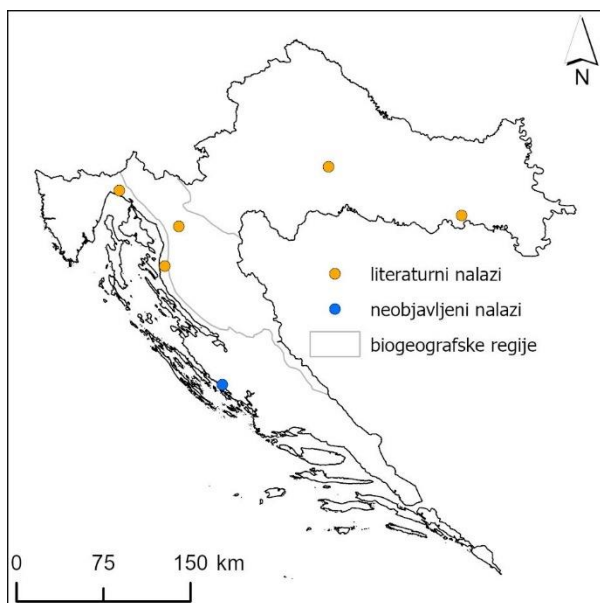 N
literaturni nalazi
neobjavljeni nalazi
biogeografske regije
0 75 150 km